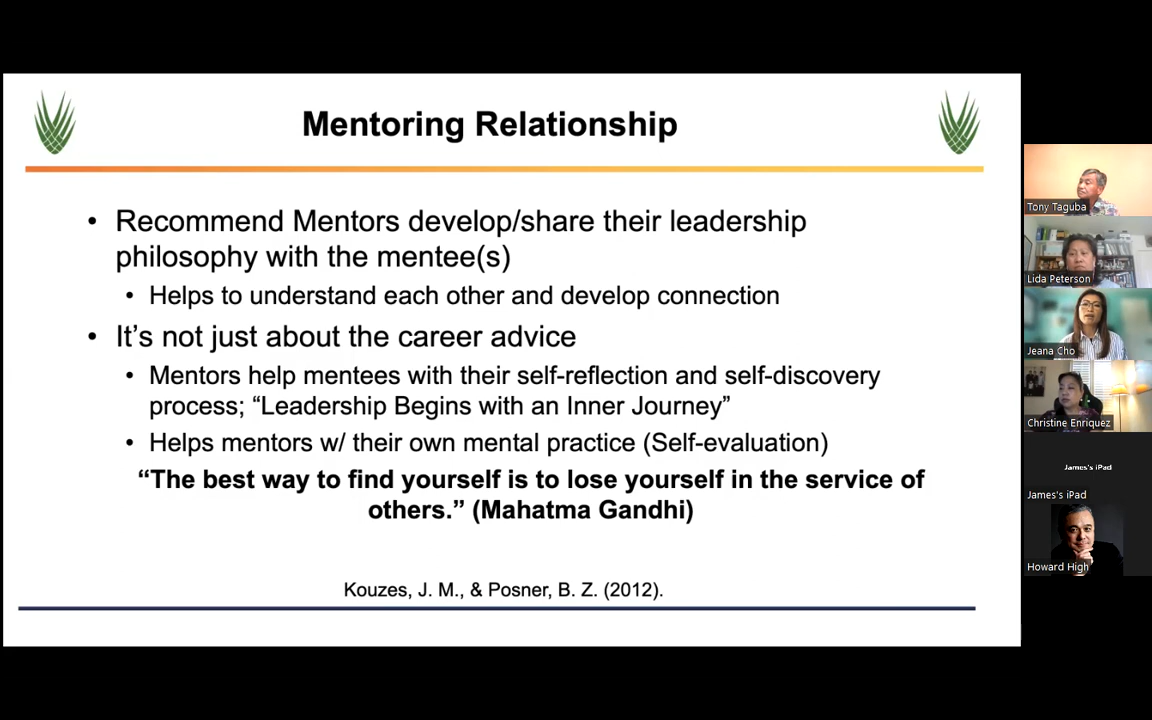 Mentoring Relationship
• Recommend Mentors develop/share their leadership
philosophy with the mentee(s)
• Helps to understand each other and develop connection
• It's not just about the career advice
• Mentors help mentees with their self-reflection and self-discovery
process; “Leadership Begins with an Inner Journey”
• Helps mentors w/ their own mental practice (Self-evaluation)
“The best way to find yourself is to lose yourself in the service of
others.” (Mahatma Gandhi)
Kouzes, J. M., & Posner, B. Z. (2012).
Tony Taguba
Lida Peterson
Jeana Cho
Christine Enriquez
James's iPad
James's iPad
Howard High